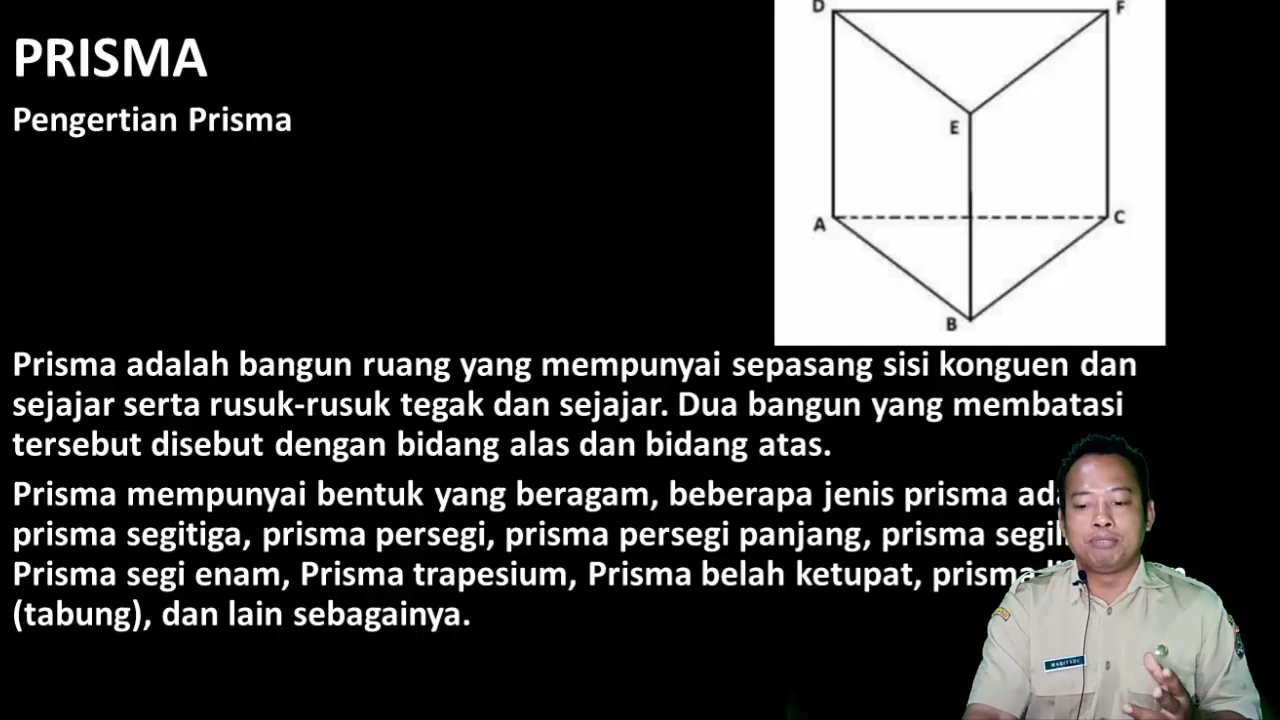 PRISMA
Pengertian Prisma
D
F
E
A
C
B
Prisma adalah bangun ruang yang mempunyai sepasang sisi konguen dan
sejajar serta rusuk-rusuk tegak dan sejajar. Dua bangun yang membatasi
tersebut disebut dengan bidang alas dan bidang atas.
Prisma mempunyai bentuk yang beragam, beberapa jenis prisma
prisma segitiga, prisma persegi, prisma persegi panjang, prisma
Prisma segi enam, Prisma trapesium, Prisma belah ketupat, prisma
(tabung), dan lain sebagainya.